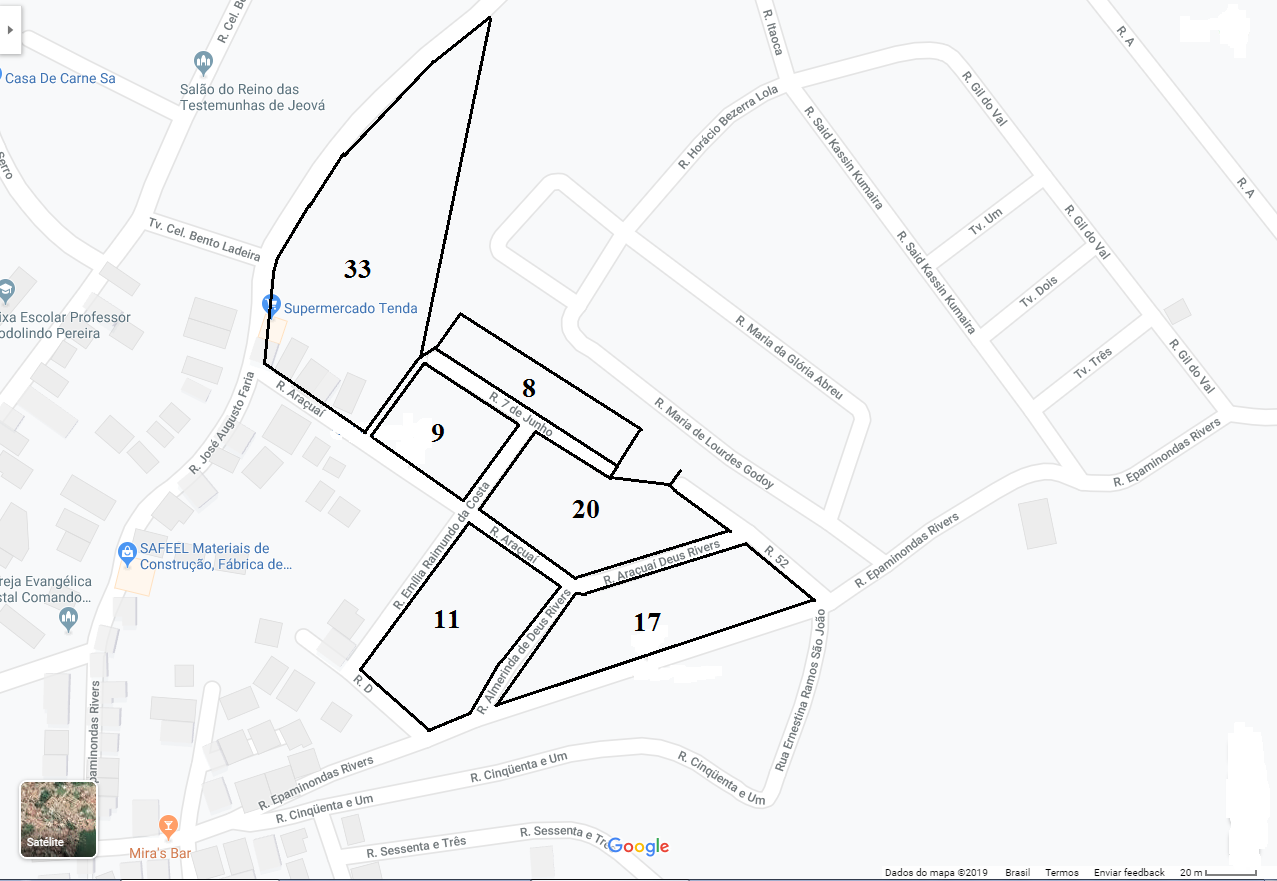 R. Cel. B
R. Itaoca
R. A
Casa De Carne Sa
Salão do Reino das
Testemunhas de Jeová
R. Horácio Bezerra Lola
R. Gil do Val
R. Said Kassin Kumaira
Serro
R. A
Tv. Cel. Bento Ladeira
Tv. Um
R. Gil do Val
R. Said Kassin Kumaira
33
Tv. Dois
Supermercado Tenda
ixa Escolar Professor
odolindo Pereira
R. Maria da Glória Abreu
Tv. Três
R. Gil do Val
8
R. Araçuaí
R. 7 de Junho
R. José Augusto Faria
R. Maria de Lourdes Godoy
9
R. Epaminondas Rivers
20
R. Emília Raimundo da Costa
R. Araçuaí
R. Araçuaí Deus Rivers
R. 52
R. Epaminondas Rivers
SAFEEL Materiais de
Construção, Fábrica de...
reja Evangélica
stal Comando...
11
R. Almerinda de Deus Rivers
17
Rua Ernestina Ramos São João
R. D
paminondas Rivers
R. Epaminondas Rivers
R. Cinqüenta e Um
R. Cinqüenta e Um
R. Cinqüenta e Um
Satélite
Mira's Bar
R. Sessenta e Três
R. Sessenta e Tr
Google
Dados do mapa ©2019 Brasil Termos Enviar feedback 20 m